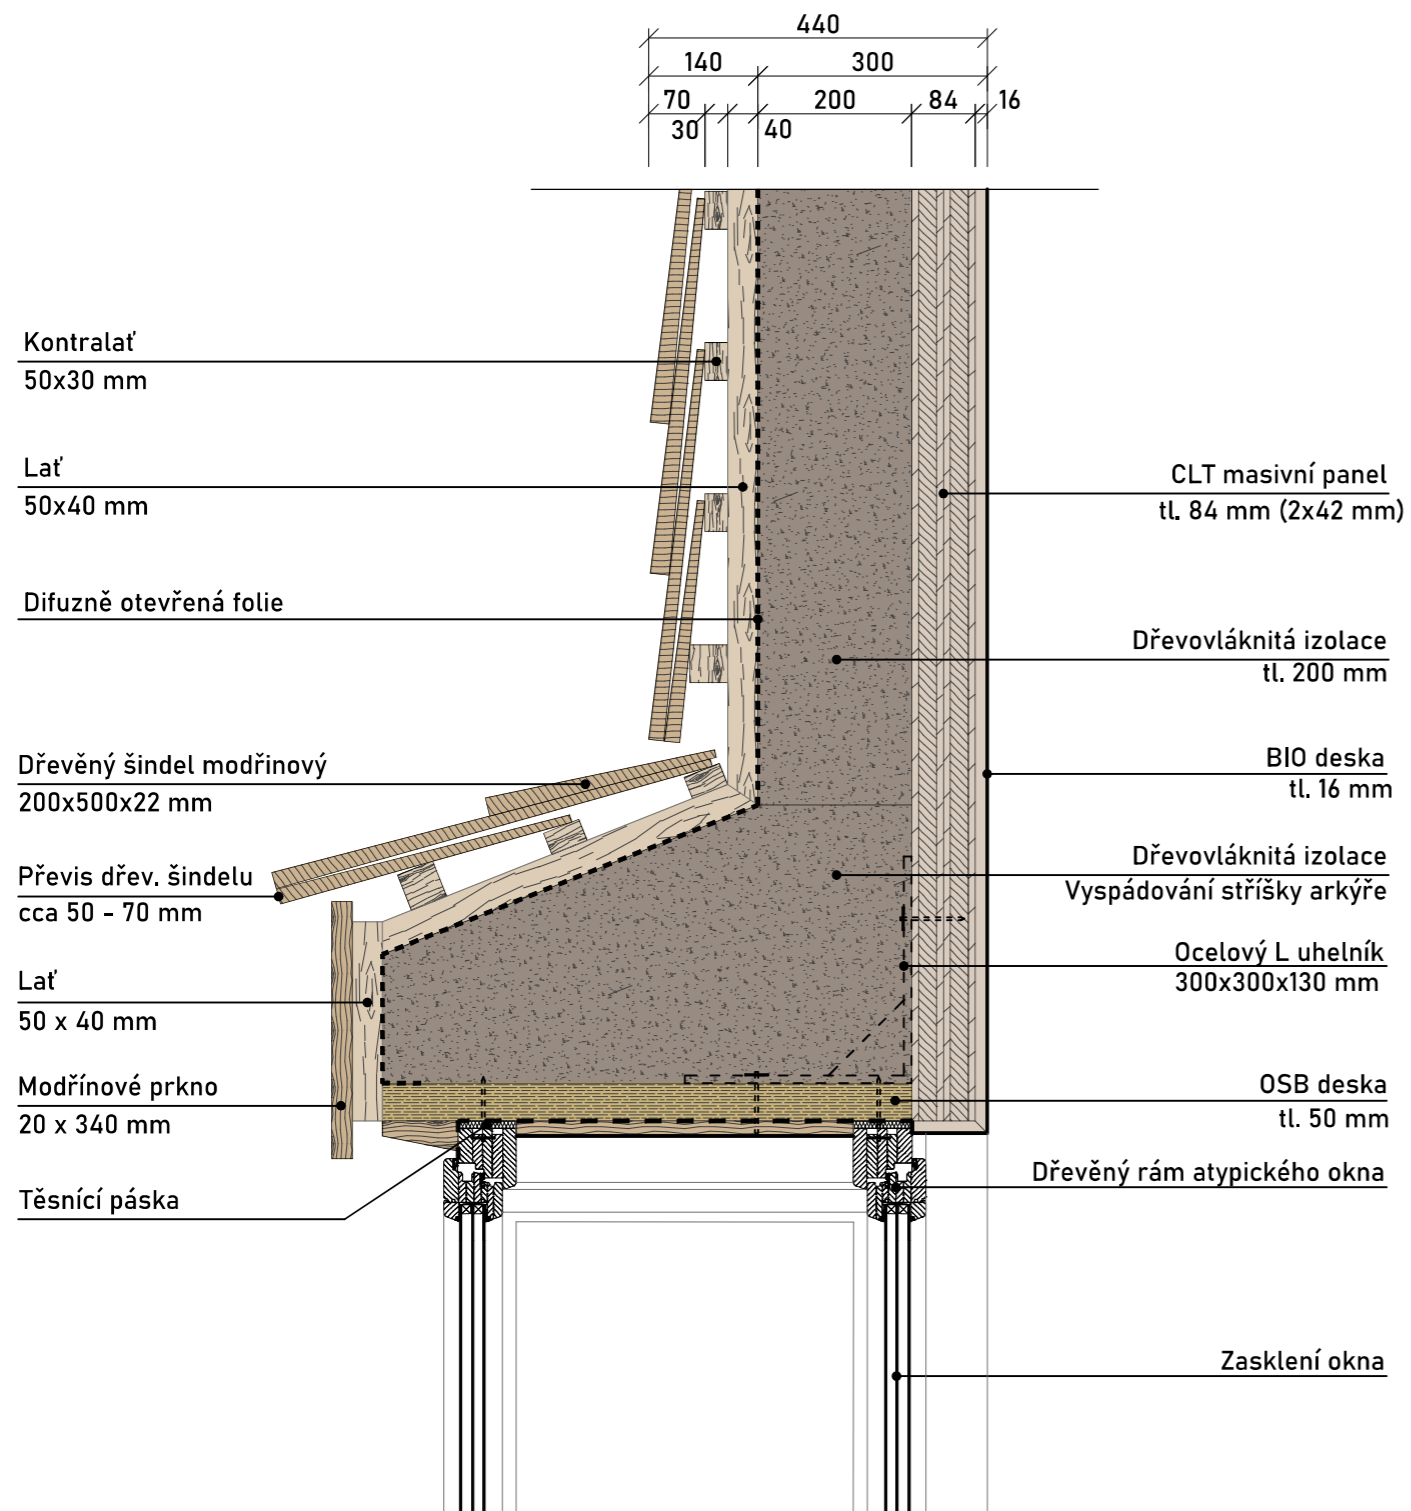 440
140 300
70 200 84 16
30 40
Kontralať
50x30 mm
Lať
50x40 mm
Difuzně otevřená folie
Dřevěný šindel modřinový
200x500x22 mm
Převis dřev. šindelu
cca 50 - 70 mm
Lať
50 x 40 mm
Modřínové prkno
20 x 340 mm
Těsnící páska
CLT masivní panel
tl. 84 mm (2x42 mm)
Dřevovláknitá izolace
tl. 200 mm
BIO deska
tl. 16 mm
Dřevovláknitá izolace
Vyspádování stříšky arkýře
Ocelový L uhelník
300x300x130 mm
OSB deska
tl. 50 mm
Dřevěný rám atypického okna
Zasklení okna